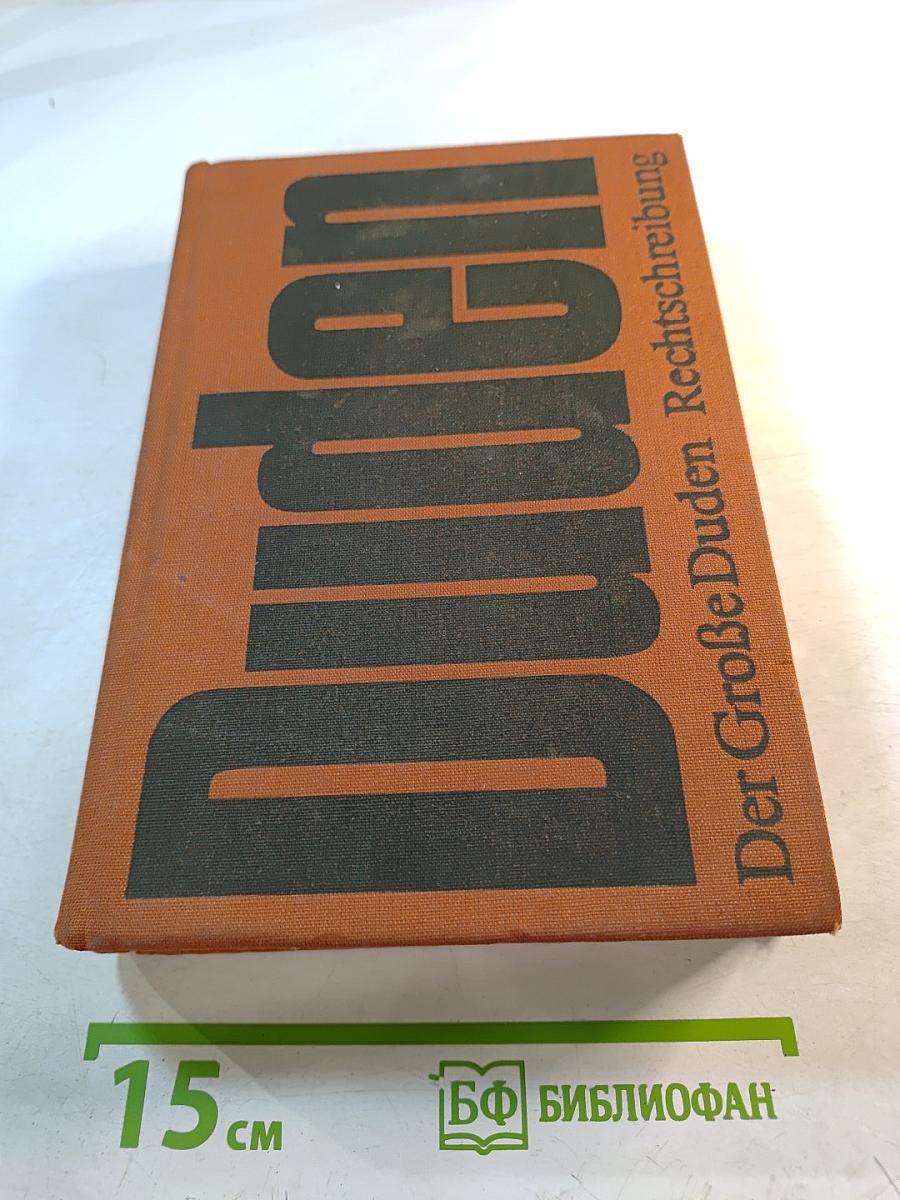 Duden
Der Große Duden Rechtschreibung
15 см
БФ БИБЛИОФАН